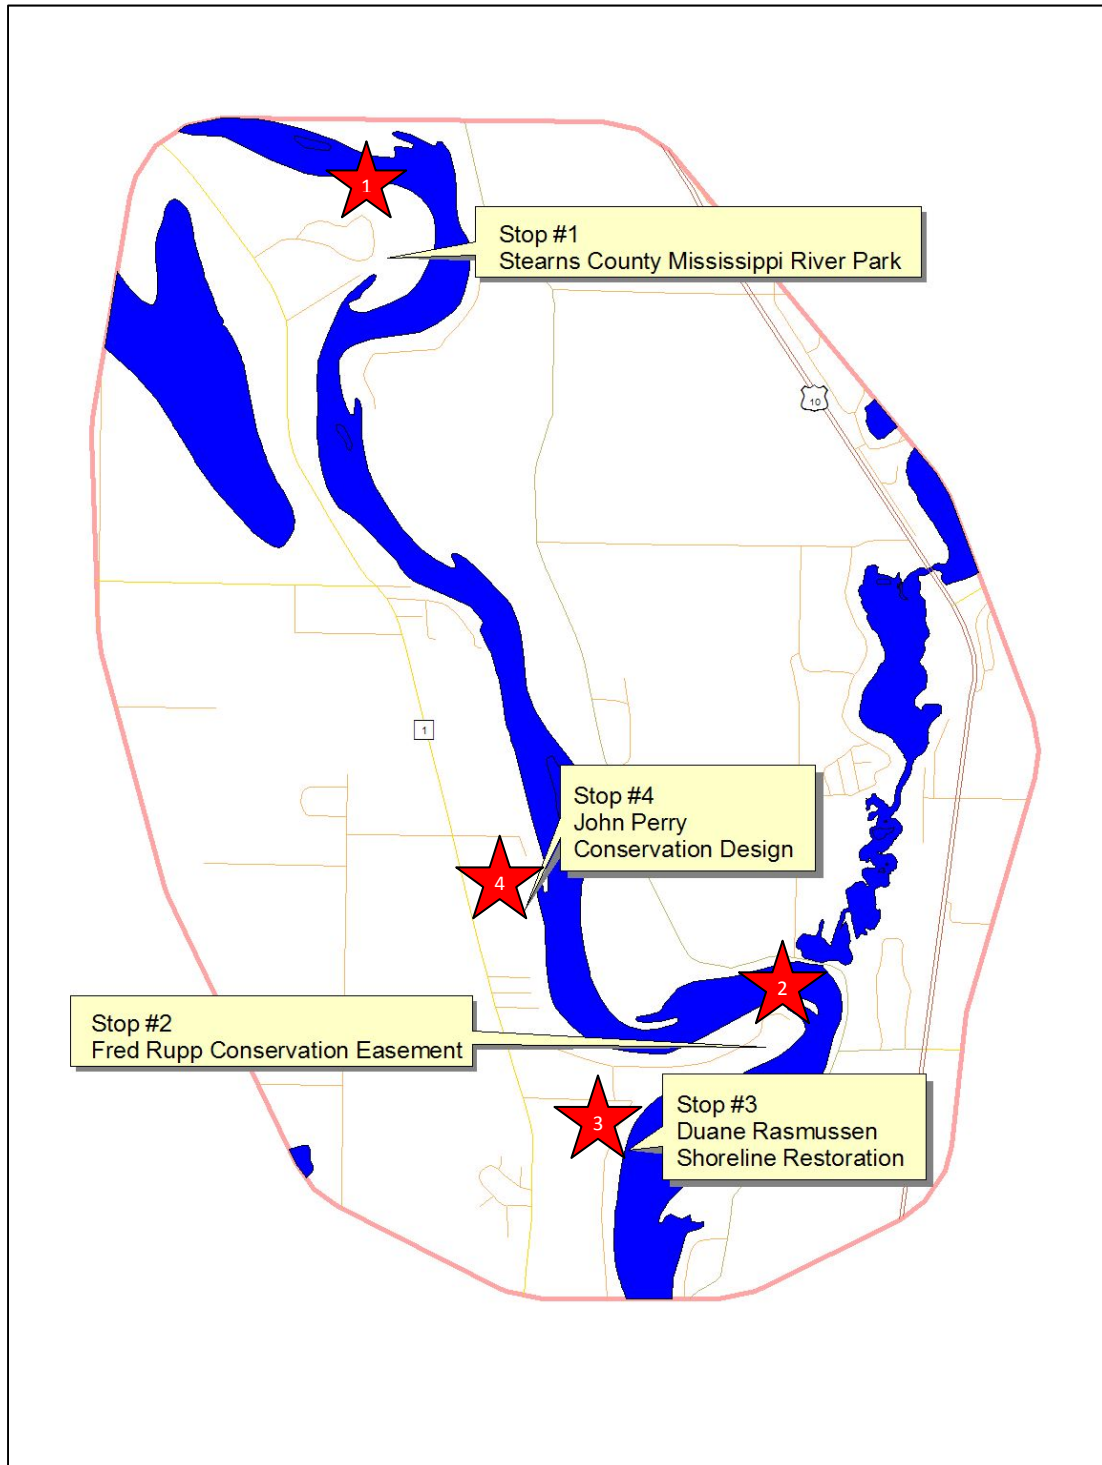 1
Stop #1
Stearns County Mississippi River Park
10
1
Stop #4
John Perry
Conservation Design
4
2
Stop #2
Fred Rupp Conservation Easement
3
Stop #3
Duane Rasmussen
Shoreline Restoration